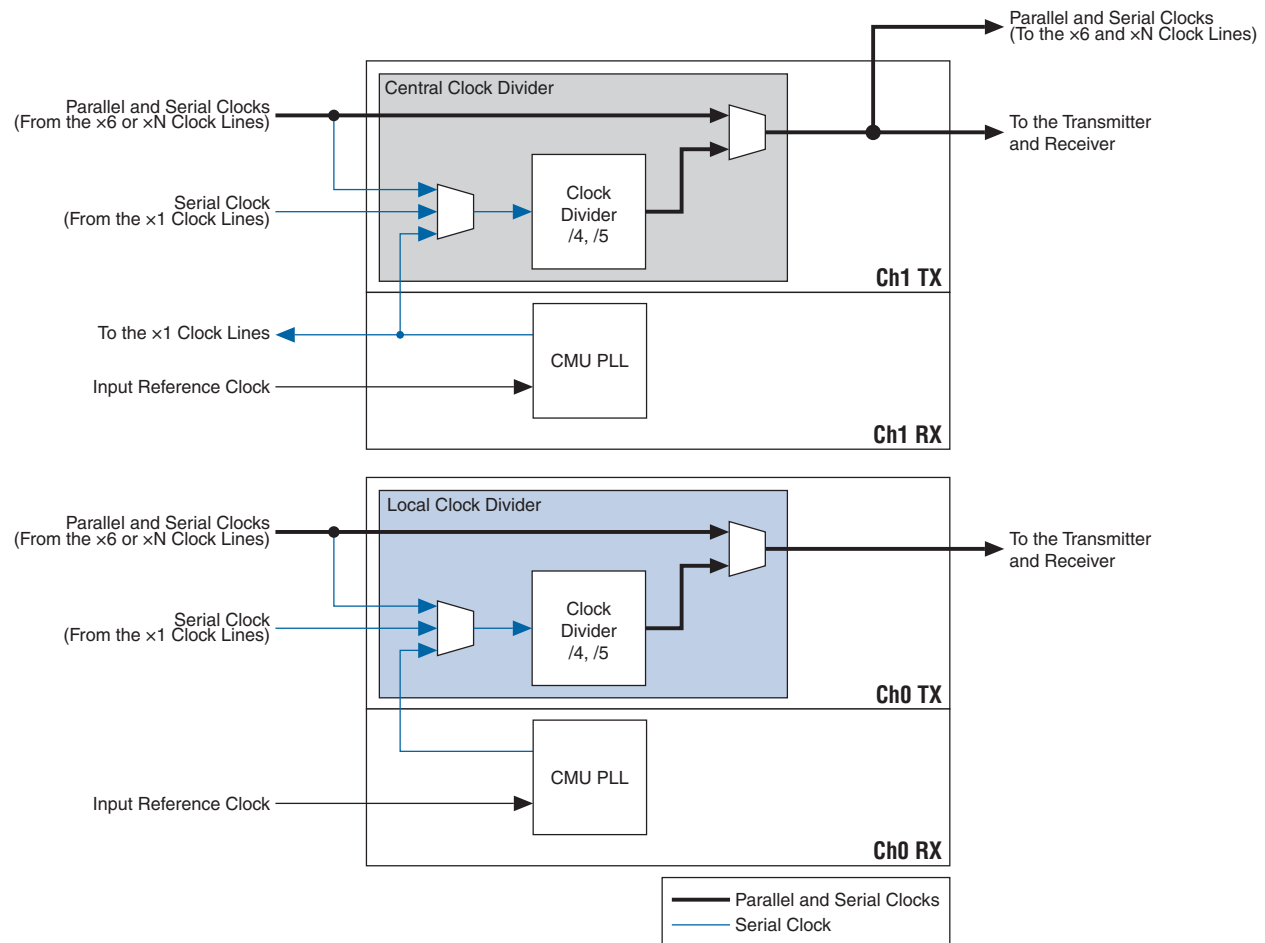 Parallel and Serial Clocks
(To the ×6 and ×N Clock Lines)
Central Clock Divider
Parallel and Serial Clocks
(From the ×6 or ×N Clock Lines)
To the Transmitter
and Receiver
Serial Clock
(From the ×1 Clock Lines)
Clock
Divider
/4, /5
Ch1 TX
To the ×1 Clock Lines
CMU PLL
Input Reference Clock
Ch1 RX
Local Clock Divider
Parallel and Serial Clocks
(From the ×6 or ×N Clock Lines)
To the Transmitter
and Receiver
Serial Clock
(From the ×1 Clock Lines)
Clock
Divider
/4, /5
Ch0 TX
CMU PLL
Input Reference Clock
Ch0 RX
Parallel and Serial Clocks
Serial Clock